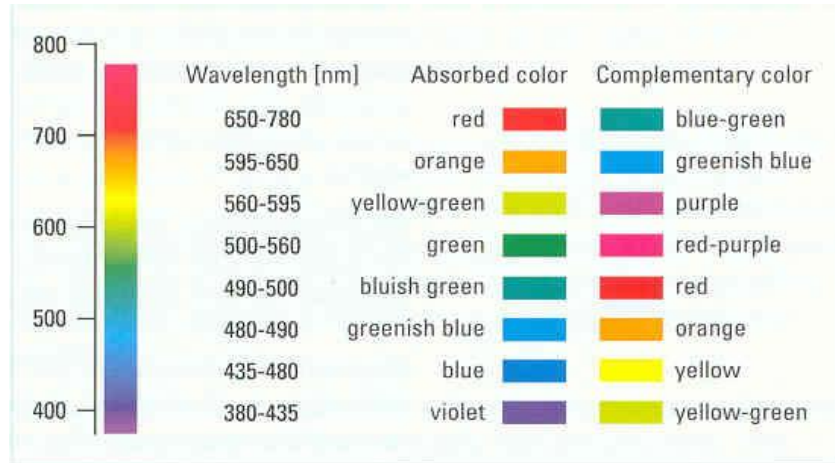 800
700
600
500
400
Wavelength [nm] Absorbed color Complementary color
650-780 red blue-green
595-650 orange greenish blue
560-595 yellow-green purple
500-560 green red-purple
490-500 bluish green red
480-490 greenish blue orange
435-480 blue yellow
380-435 violet yellow-green